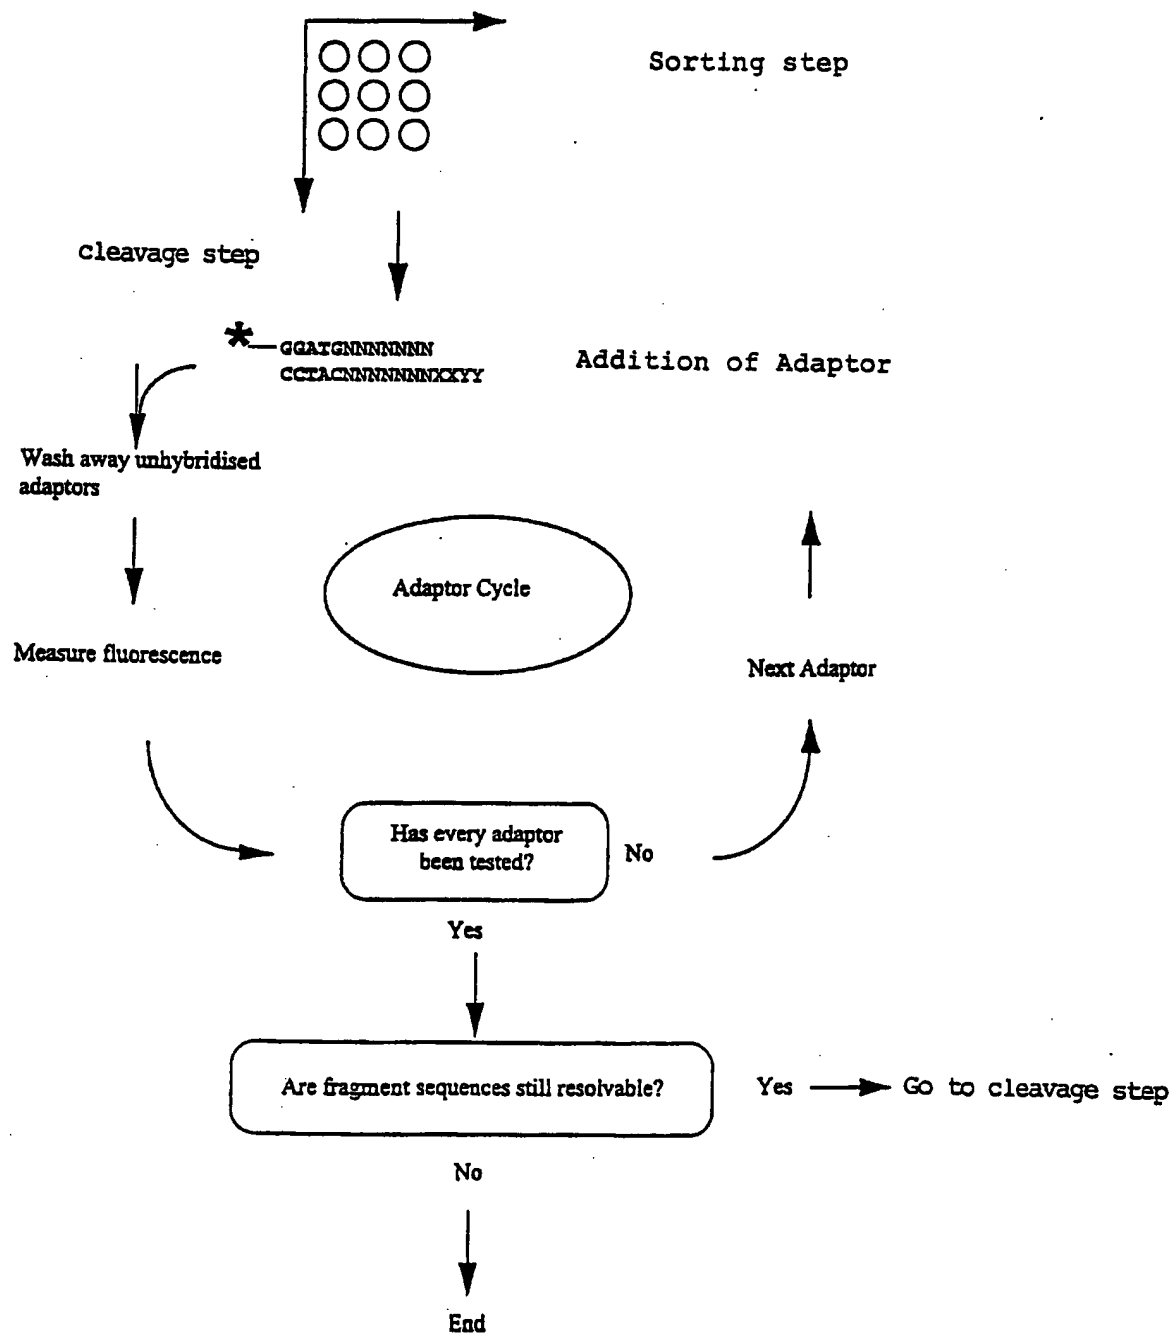 Sorting step
cleavage step
*
GGATGNNNNNNN
CCTACNNNNNNNXXYY
Addition of Adaptor
Wash away unhybridised
adaptors
Adaptor Cycle
Measure fluorescence
Next Adaptor
Has every adaptor
been tested?
No
Yes
Are fragment sequences still resolvable?
Yes
Go to cleavage step
No
End